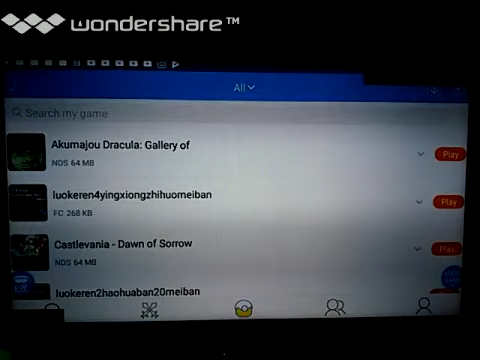 wondershare™
All
Search my game
Akumajou Dracula: Gallery of
NDS 64 MB
Play
luokeren4yingxiongzhihuomeiban
FC 268 KB
Play
Castlevania - Dawn of Sorrow
NDS 64 MB
Play
VR
luokeren2haohuaban20meiban